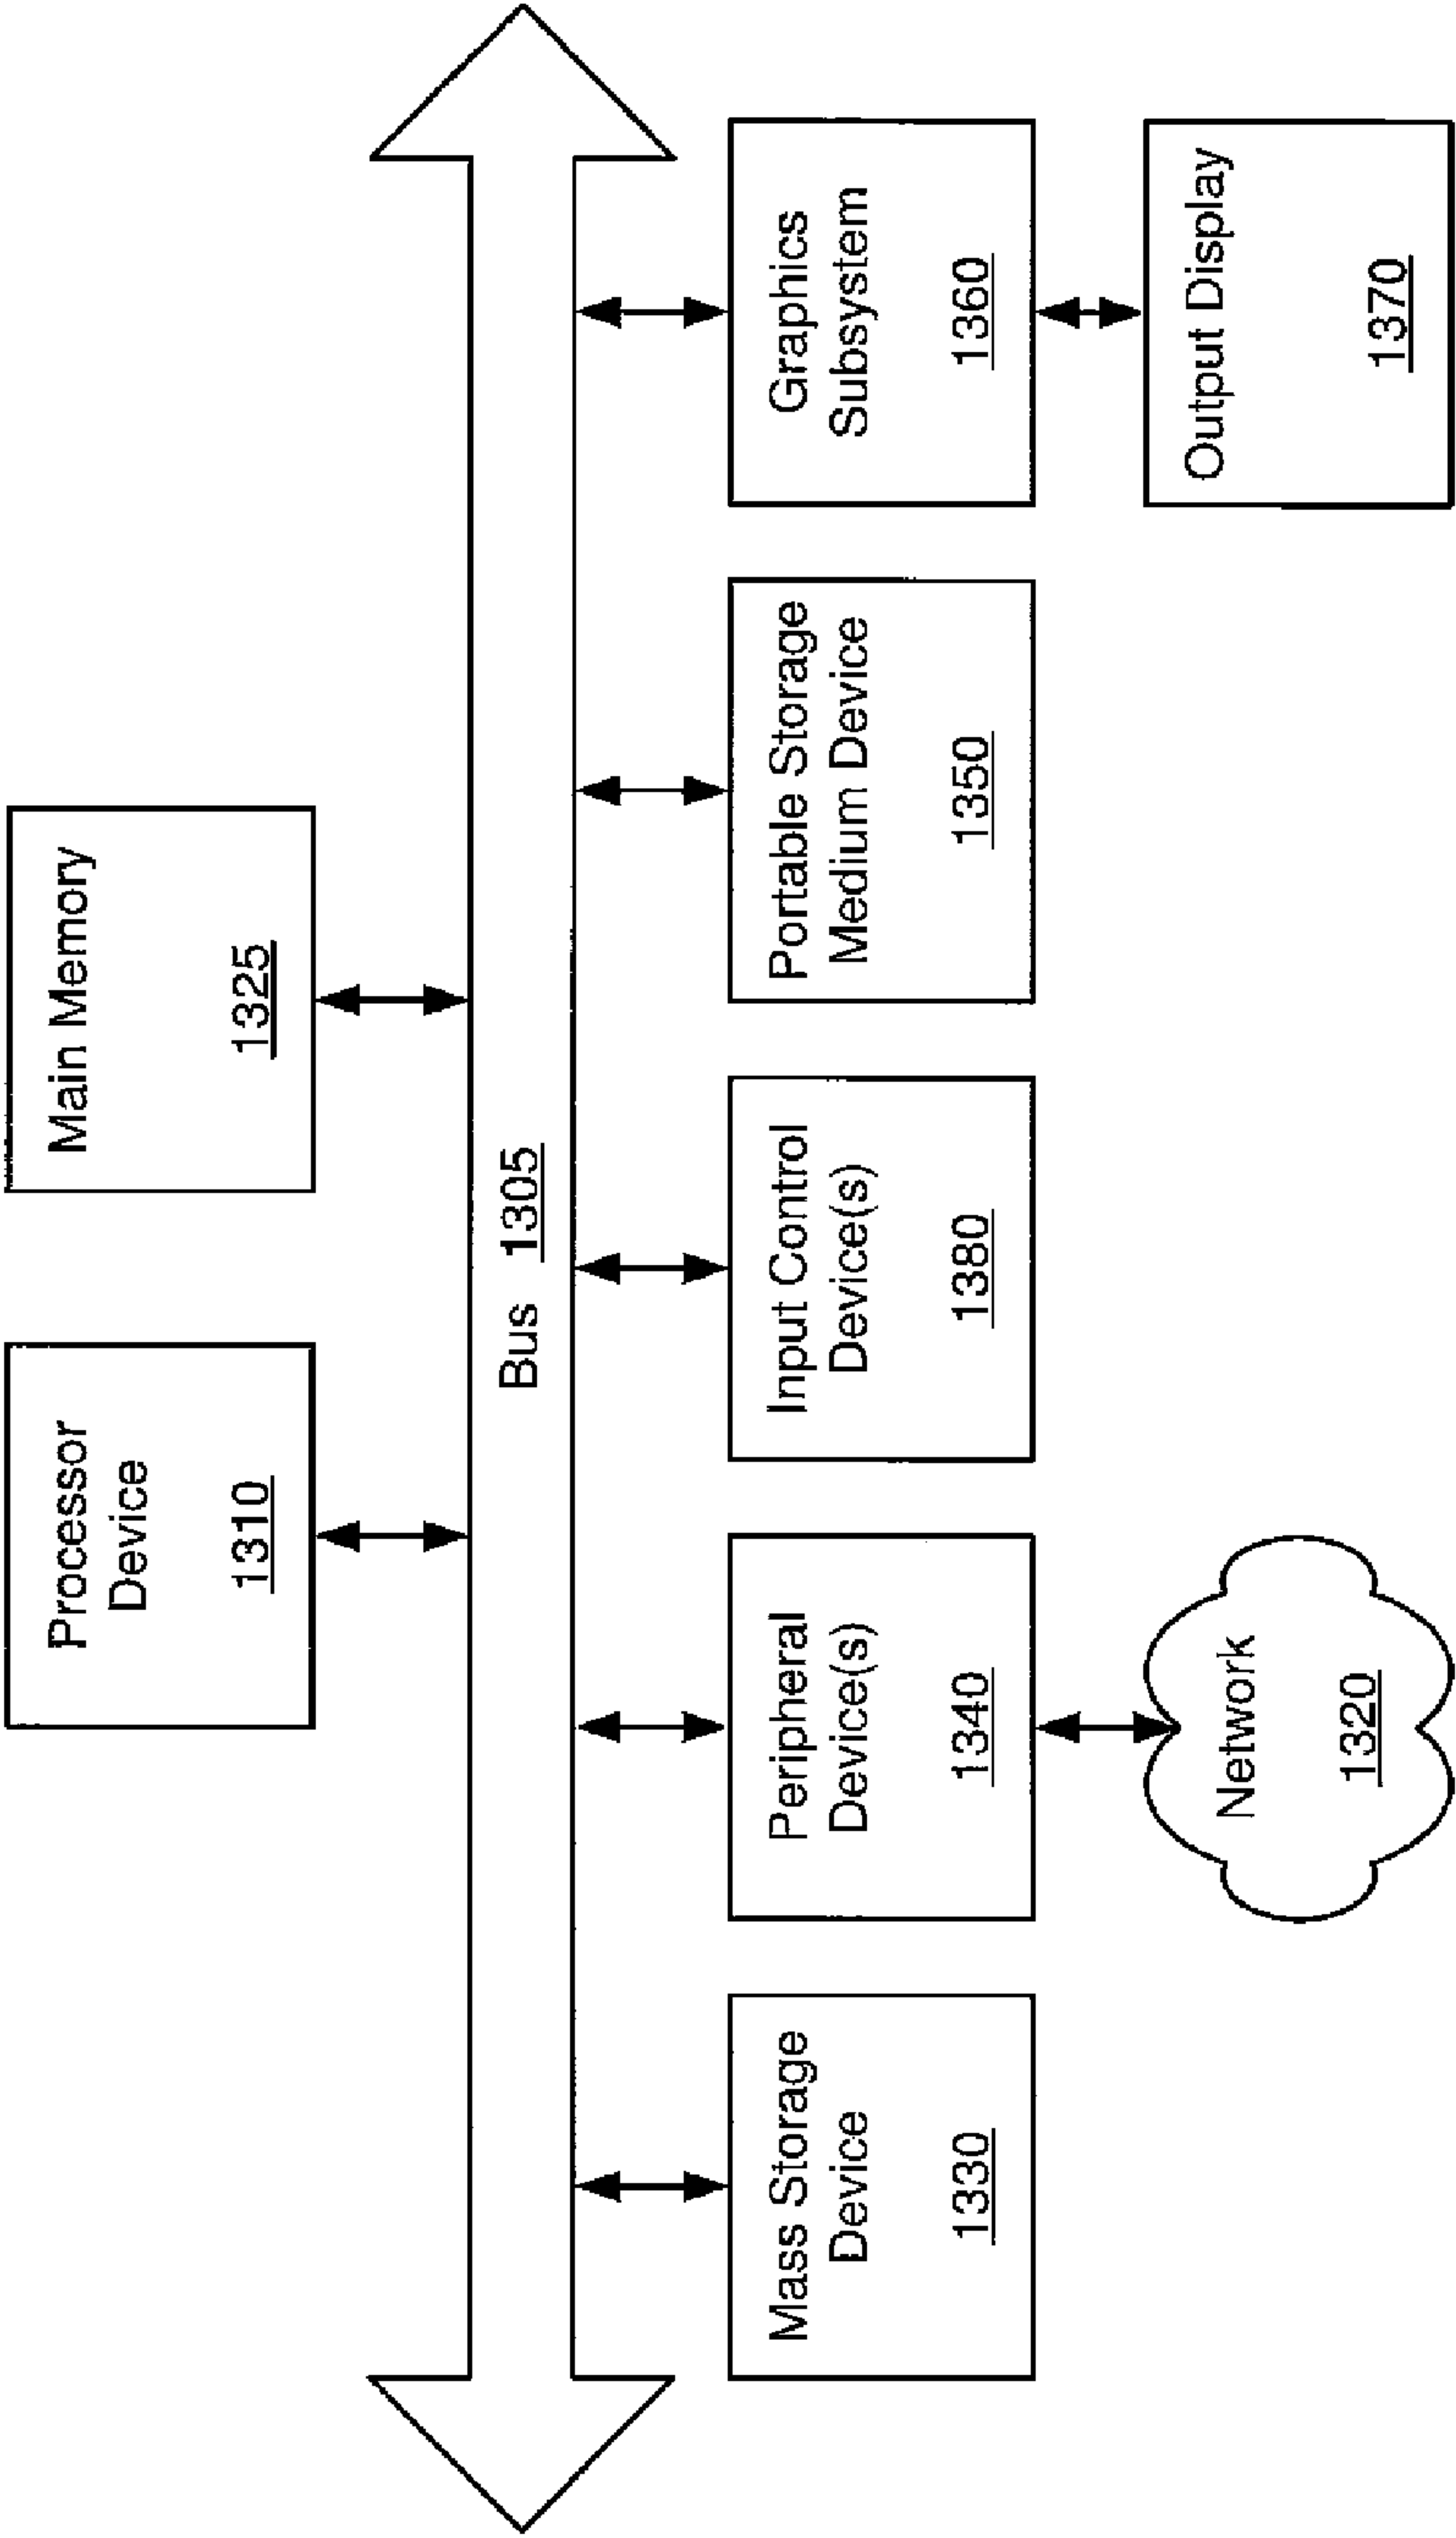 Processor
Device
1310
Main Memory
1325
Bus 1305
Mass Storage
Device
1330
Peripheral
Device(s)
1340
Input Control
Device(s)
1380
Portable Storage
Medium Device
1350
Graphics
Subsystem
1360
Network
1320
Output Display
1370